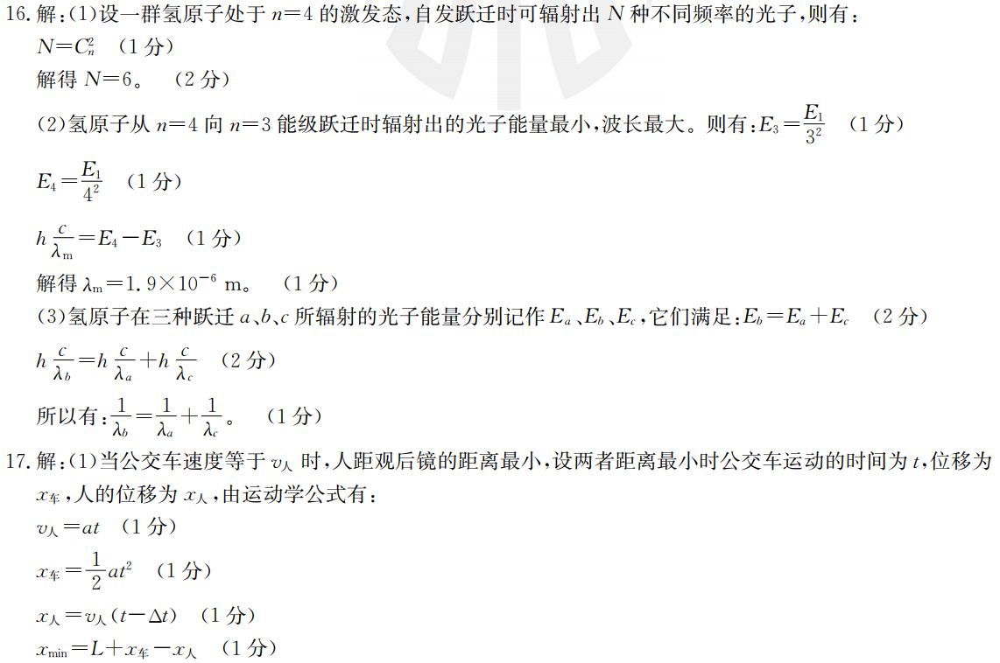 16. 解:(1)设一群氢原子处于 n=4 的激发态,自发跃迁时可辐射出 N 种不同频率的光子,则有:
N=C²ₙ (1 分)
解得 N=6。 (2 分)
(2)氢原子从 n=4 向 n=3 能级跃迁时辐射出的光子能量最小,波长最大。则有:E₃=E₁/3² (1 分)
E₄=E₁/4² (1 分)
h c/λₘ=E₄-E₃ (1 分)
解得 λₘ=1.9×10⁻⁶ m。 (1 分)
(3)氢原子在三种跃迁 a、b、c 所辐射的光子能量分别记作 E_a、E_b、E_c,它们满足:E_b=E_a+E_c (2 分)
h c/λ_b=h c/λ_a+h c/λ_c (2 分)
所以有:1/λ_b=1/λ_a+1/λ_c。 (1 分)
17. 解:(1)当公交车速度等于 v人 时,人距观后镜的距离最小,设两者距离最小时公交车运动的时间为 t,位移为
x车,人的位移为 x人,由运动学公式有:
v人=at (1 分)
x车=1/2 at² (1 分)
x人=v人(t-Δt) (1 分)
x_min=L+x车-x人 (1 分)